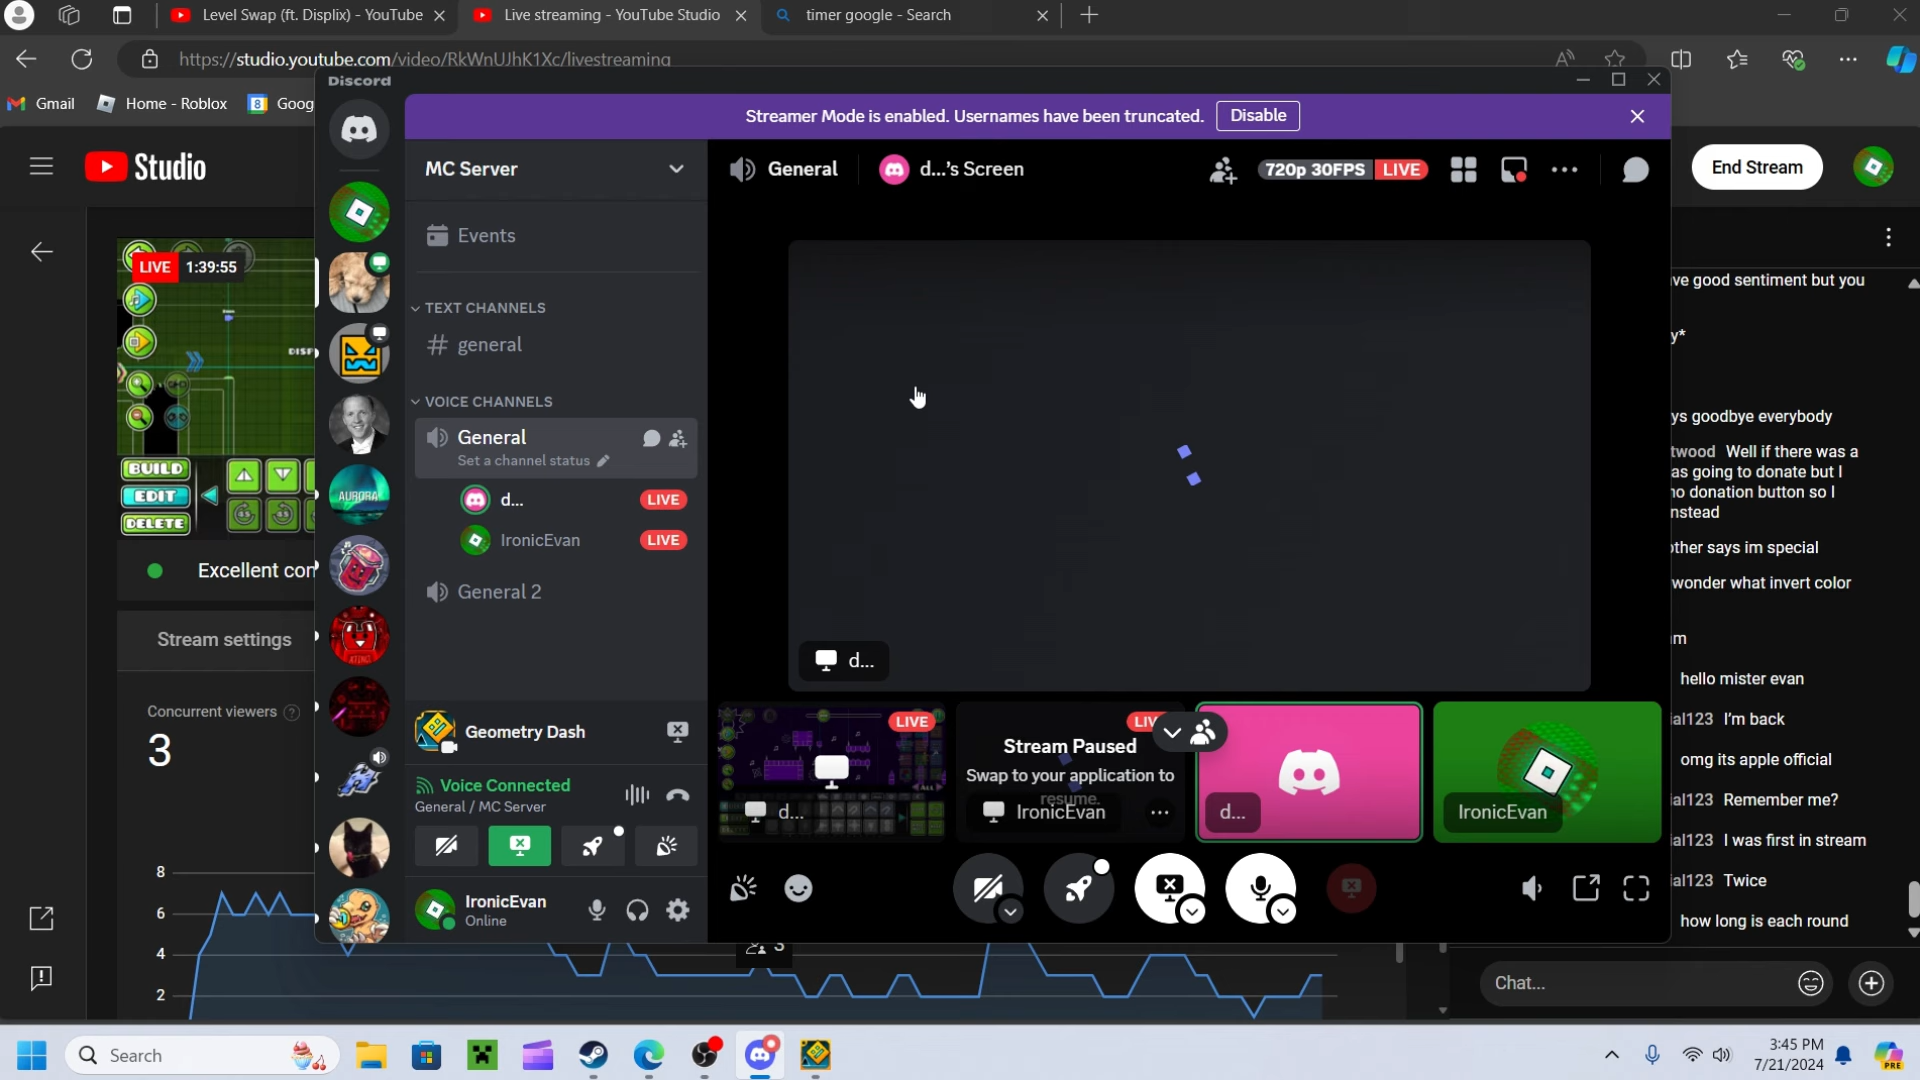 Level Swap (ft. Displix) - YouTube
Live streaming - YouTube Studio
timer google - Search
https://studio.youtube.com/video/RkWnUJhK1Xc/livestreaming
Gmail
Home - Roblox
8
Goog
Discord
Streamer Mode is enabled. Usernames have been truncated.
Disable
Studio
MC Server
General
d...'s Screen
720p 30FPS
LIVE
End Stream
LIVE 1:39:55
Events
TEXT CHANNELS
general
VOICE CHANNELS
General
Set a channel status
d...
LIVE
IronicEvan
LIVE
General 2
AURORA
BUILD
EDIT
DELETE
Excellent con
Stream settings
Concurrent viewers
3
8
6
4
2
3
Geometry Dash
Voice Connected
General / MC Server
IronicEvan
Online
d...
LIVE
d...
LIV
Stream Paused
Swap to your application to
resume.
IronicEvan
d...
IronicEvan
ve good sentiment but you
y*
ys goodbye everybody
twood Well if there was a
as going to donate but I
no donation button so I
nstead
other says im special
wonder what invert color
m
hello mister evan
al123 I'm back
omg its apple official
al123 Remember me?
al123 I was first in stream
al123 Twice
how long is each round
Chat...
Search
3:45 PM
7/21/2024
PRE